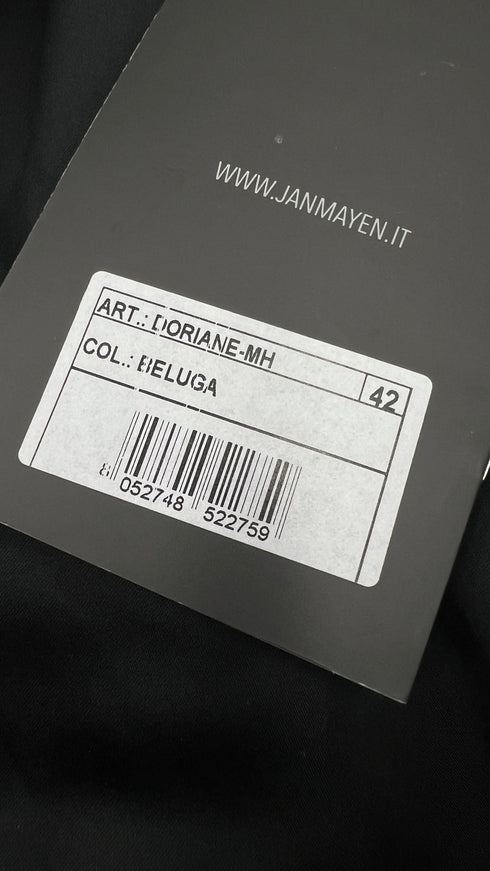 WWW.JANMAYEN.IT
ART.: DORIANE-MH 42
COL.: BELUGA
8 052748 522759